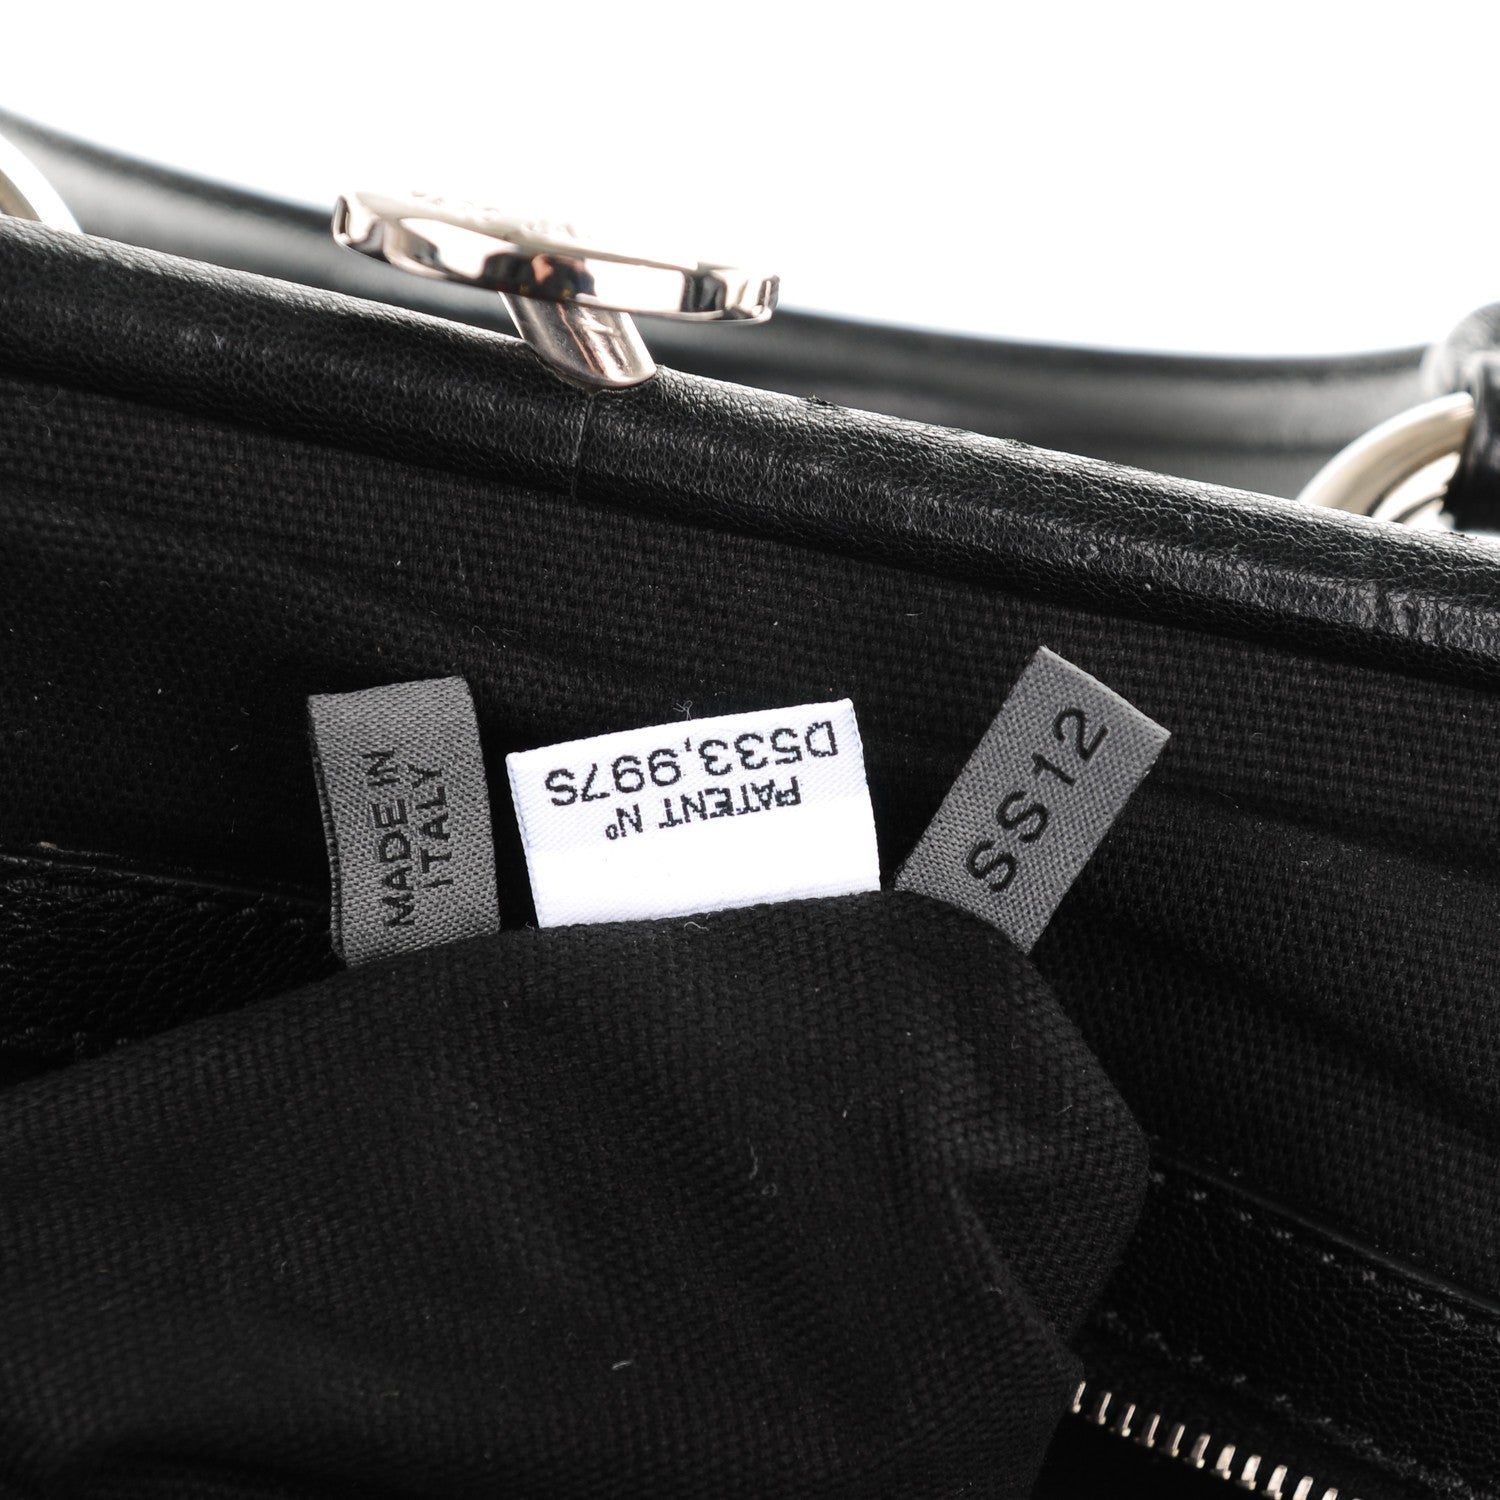 MADE IN
ITALY
PATENT Nº
D533,997S
SS12